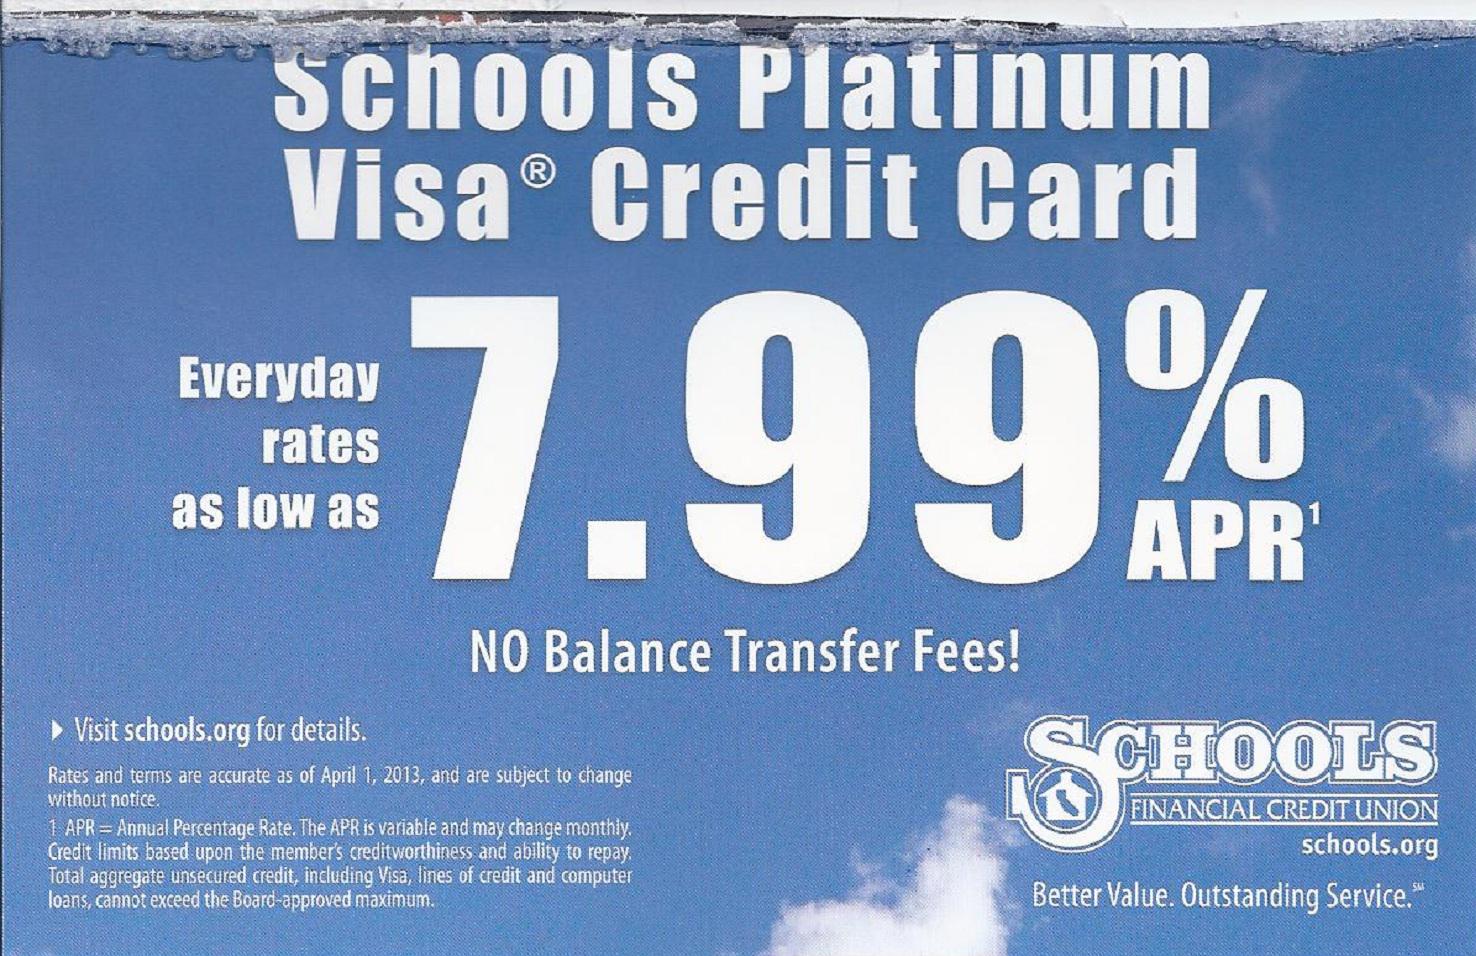 Schools Platinum
Visa® Credit Card
Everyday
rates
as low as
7.99%
APR¹
NO Balance Transfer Fees!
Visit schools.org for details.
Rates and terms are accurate as of April 1, 2013, and are subject to change
without notice.
1 APR = Annual Percentage Rate. The APR is variable and may change monthly.
Credit limits based upon the member's creditworthiness and ability to repay.
Total aggregate unsecured credit, including Visa, lines of credit and computer
loans, cannot exceed the Board-approved maximum.
SCHOOLS
FINANCIAL CREDIT UNION
schools.org
Better Value. Outstanding Service.℠